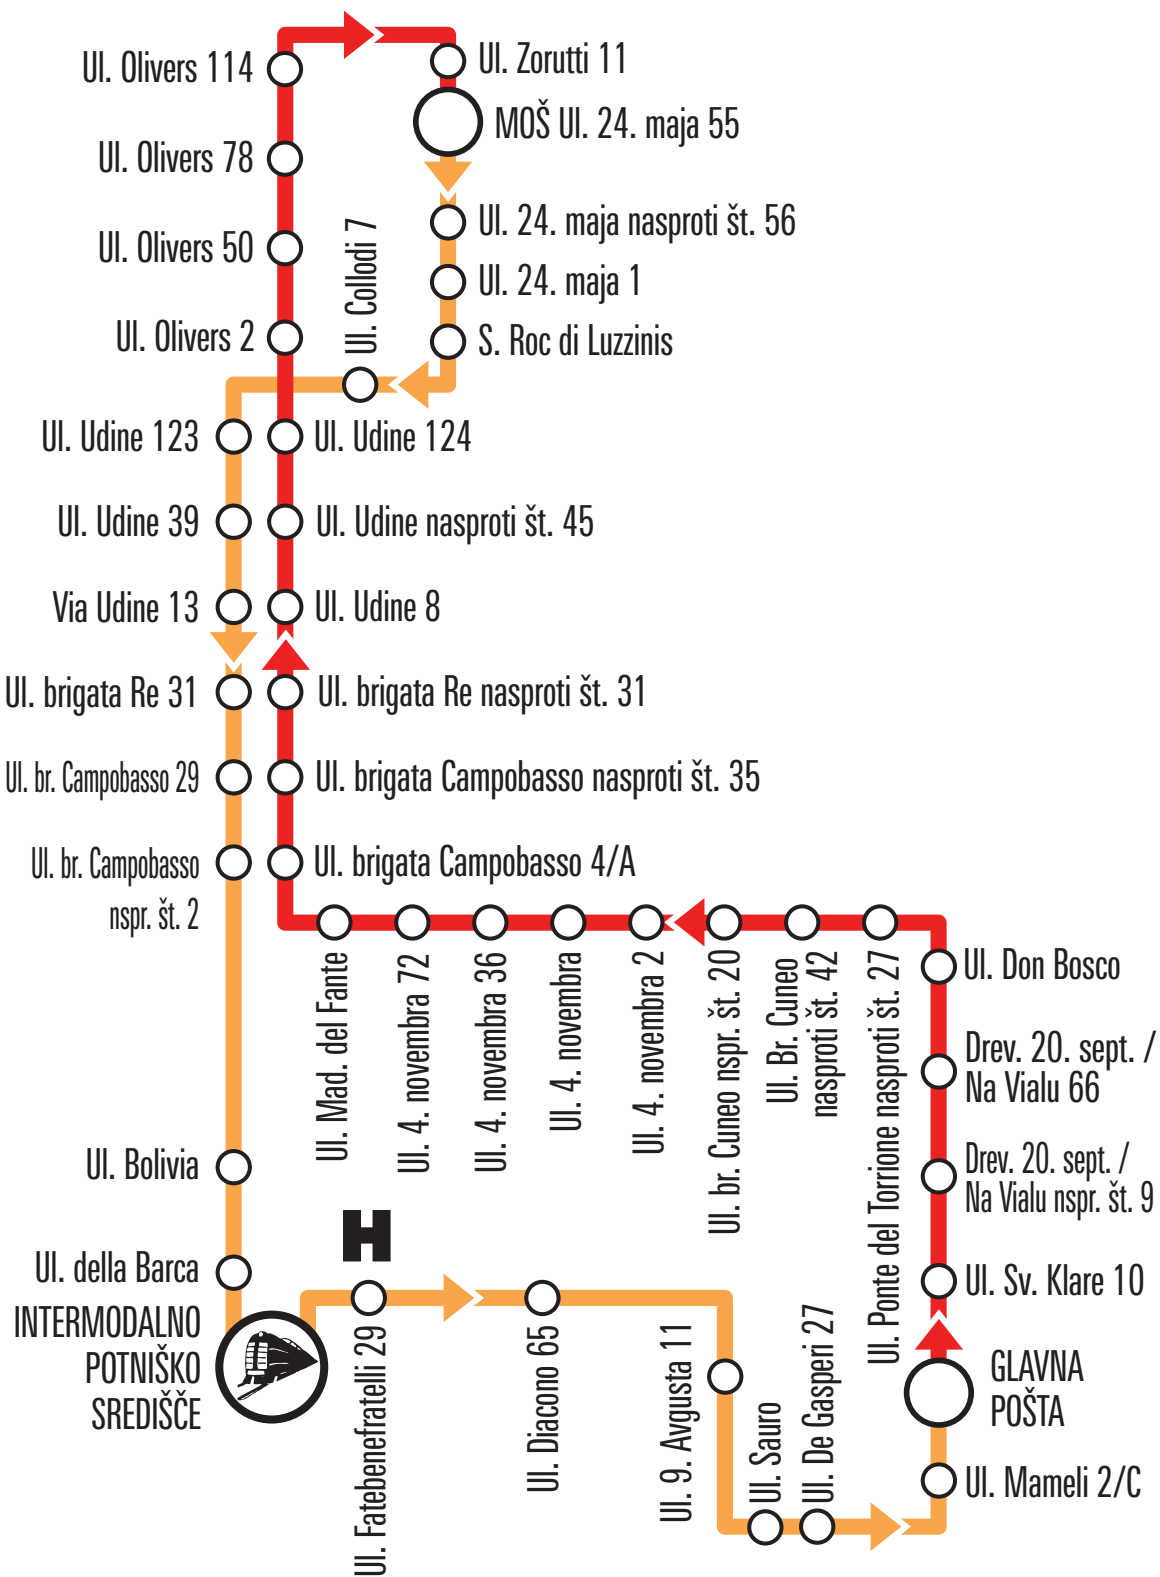 Ul. Olivers 114
Ul. Zorutti 11
MOŠ Ul. 24. maja 55
Ul. Olivers 78
Ul. 24. maja nasproti št. 56
Ul. Olivers 50
Ul. Collodi 7
Ul. 24. maja 1
Ul. Olivers 2
S. Roc di Luzzinis
Ul. Udine 123
Ul. Udine 124
Ul. Udine 39
Ul. Udine nasproti št. 45
Via Udine 13
Ul. Udine 8
Ul. brigata Re 31
Ul. brigata Re nasproti št. 31
Ul. br. Campobasso 29
Ul. brigata Campobasso nasproti št. 35
Ul. br. Campobasso
nspr. št. 2
Ul. brigata Campobasso 4/A
Ul. Mad. del Fante
Ul. 4. novembra 72
Ul. 4. novembra 36
Ul. 4. novembra
Ul. 4. novembra 2
Ul. br. Cuneo nspr. št. 20
Ul. Br. Cuneo
nasproti št. 42
Ul. Ponte del Torrione nasproti št. 27
Ul. Don Bosco
Drev. 20. sept. /
Na Vialu 66
Drev. 20. sept. /
Na Vialu nspr. št. 9
Ul. Sv. Klare 10
GLAVNA
POŠTA
Ul. Mameli 2/C
Ul. Bolivia
Ul. della Barca
INTERMODALNO
POTNIŠKO
SREDIŠČE
H
Ul. Fatebenefratelli 29
Ul. Diacono 65
Ul. 9. Avgusta 11
Ul. Sauro
Ul. De Gasperi 27